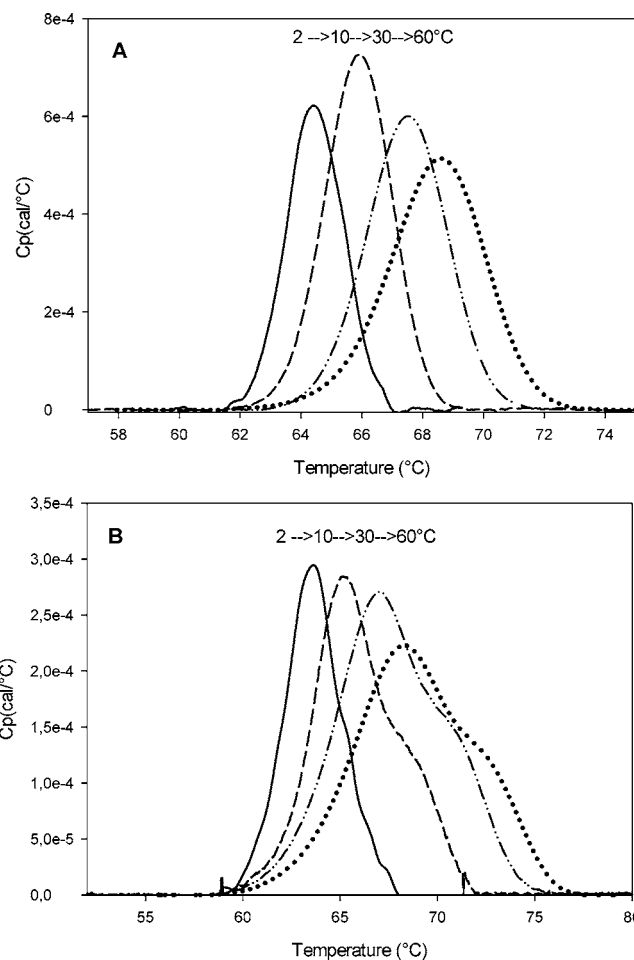 8e-4
A
2 -->10-->30-->60°C
6e-4
Cp(cal/°C)
4e-4
2e-4
0
58 60 62 64 66 68 70 72 74
Temperature (°C)
3,5e-4
B
2 -->10-->30-->60°C
3,0e-4
2,5e-4
Cp(cal/°C)
2,0e-4
1,5e-4
1,0e-4
5,0e-5
0,0
55 60 65 70 75 80
Temperature (°C)